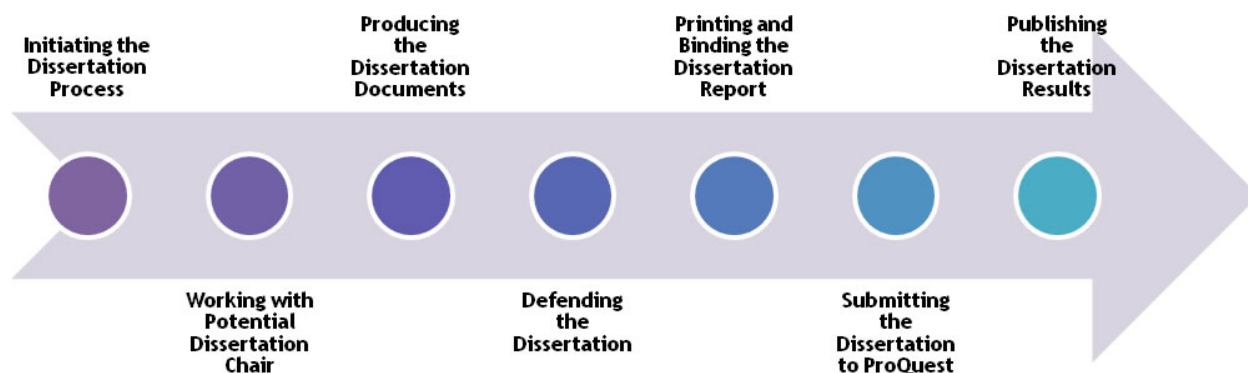 Initiating the
Dissertation
Process
Working with
Potential
Dissertation
Chair
Producing
the
Dissertation
Documents
Defending
the
Dissertation
Printing and
Binding the
Dissertation
Report
Submitting
the
Dissertation
to ProQuest
Publishing
the
Dissertation
Results